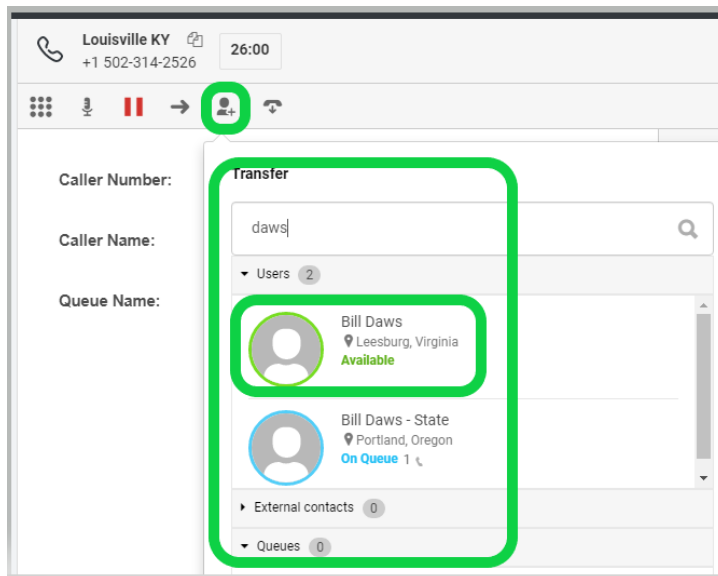 Louisville KY
+1 502-314-2526
26:00
Caller Number:
Caller Name:
Queue Name:
Transfer
daws
Users 2
Bill Daws
Leesburg, Virginia
Available
Bill Daws - State
Portland, Oregon
On Queue 1
External contacts 0
Queues 0